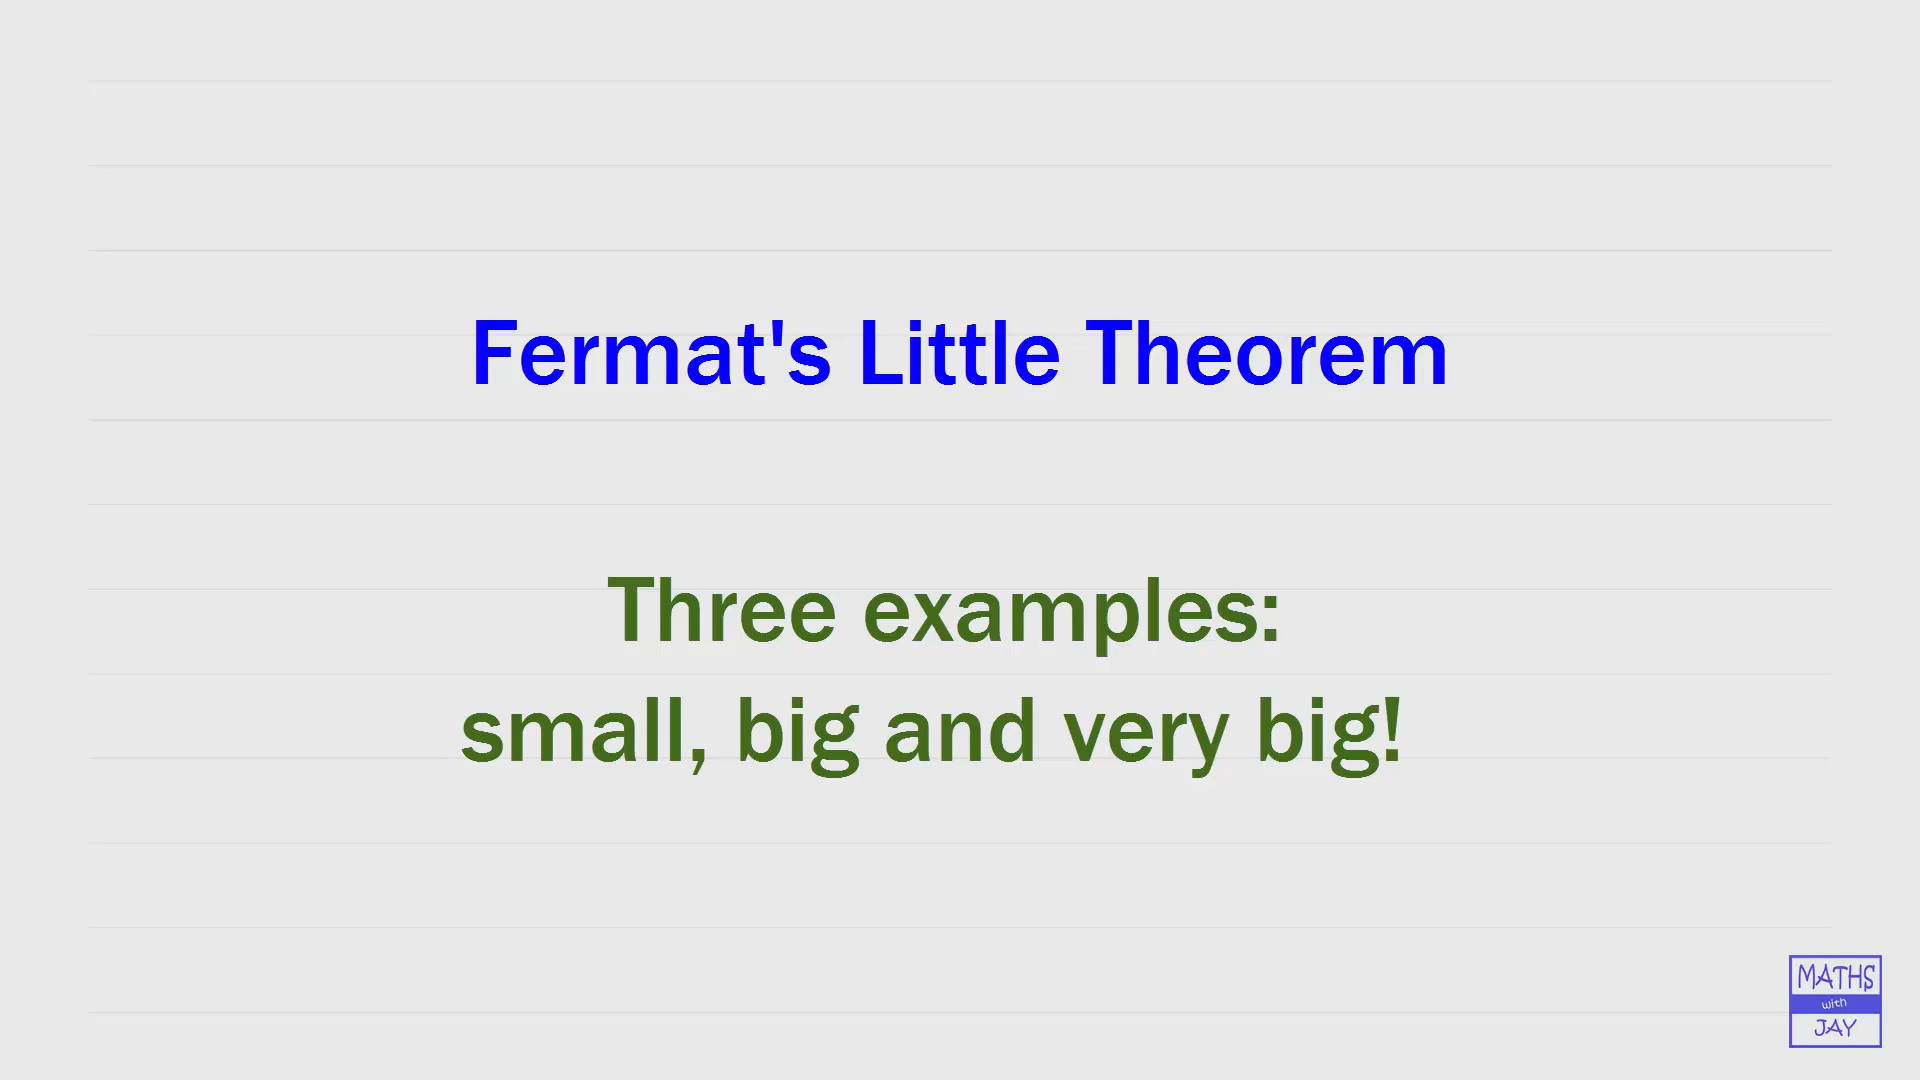 Fermat's Little Theorem
Three examples:
small, big and very big!
MATHS
with
JAY